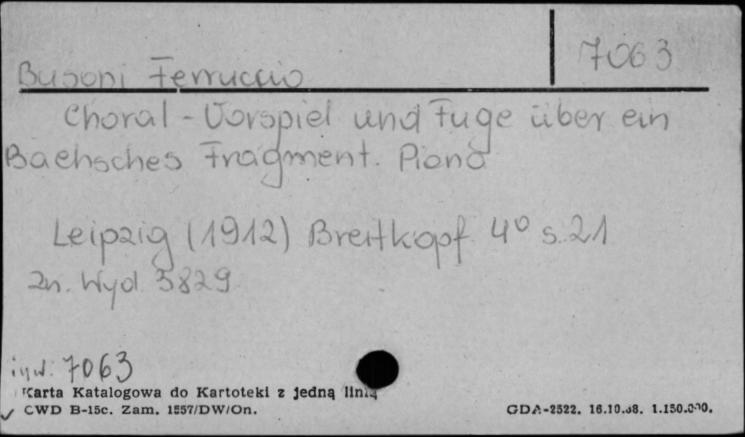 7063
Busoni Ferruccio
Choral-Vorspiel und Fuge über ein
Bachsches Fragment. Piano
Leipzig (1912) Breitkopf 4º s. 21
Zn. Wyd. 3829
inw: 7063
Karta Katalogowa do Kartoteki z jedną linią
CWD B-15c. Zam. 1557/DW/On.
GDA-2522. 16.10.68. 1.150.000.